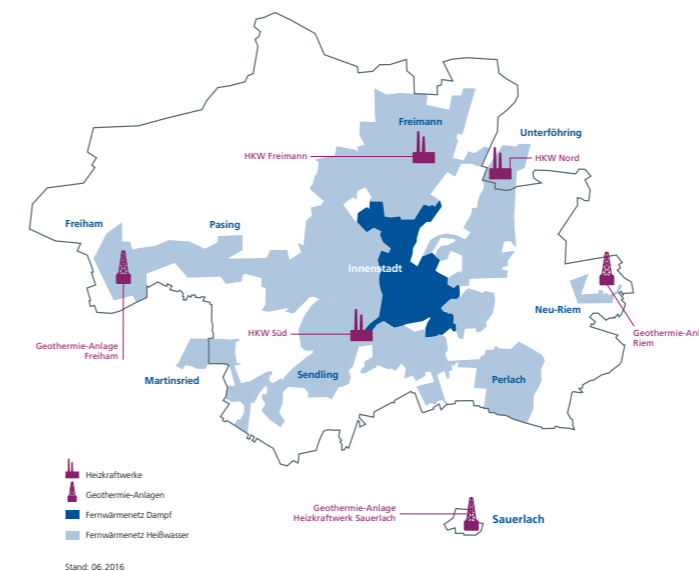 Freimann
Unterföhring
HKW Freimann
HKW Nord
Freiham
Pasing
Innenstadt
Neu-Riem
HKW Süd
Geothermie-Anl
Riem
Geothermie-Anlage
Freiham
Martinsried
Sendling
Perlach
Heizkraftwerke
Geothermie-Anlagen
Fernwärmenetz Dampf
Fernwärmenetz Heißwasser
Geothermie-Anlage
Heizkraftwerk Sauerlach
Sauerlach
Stand: 06.2016